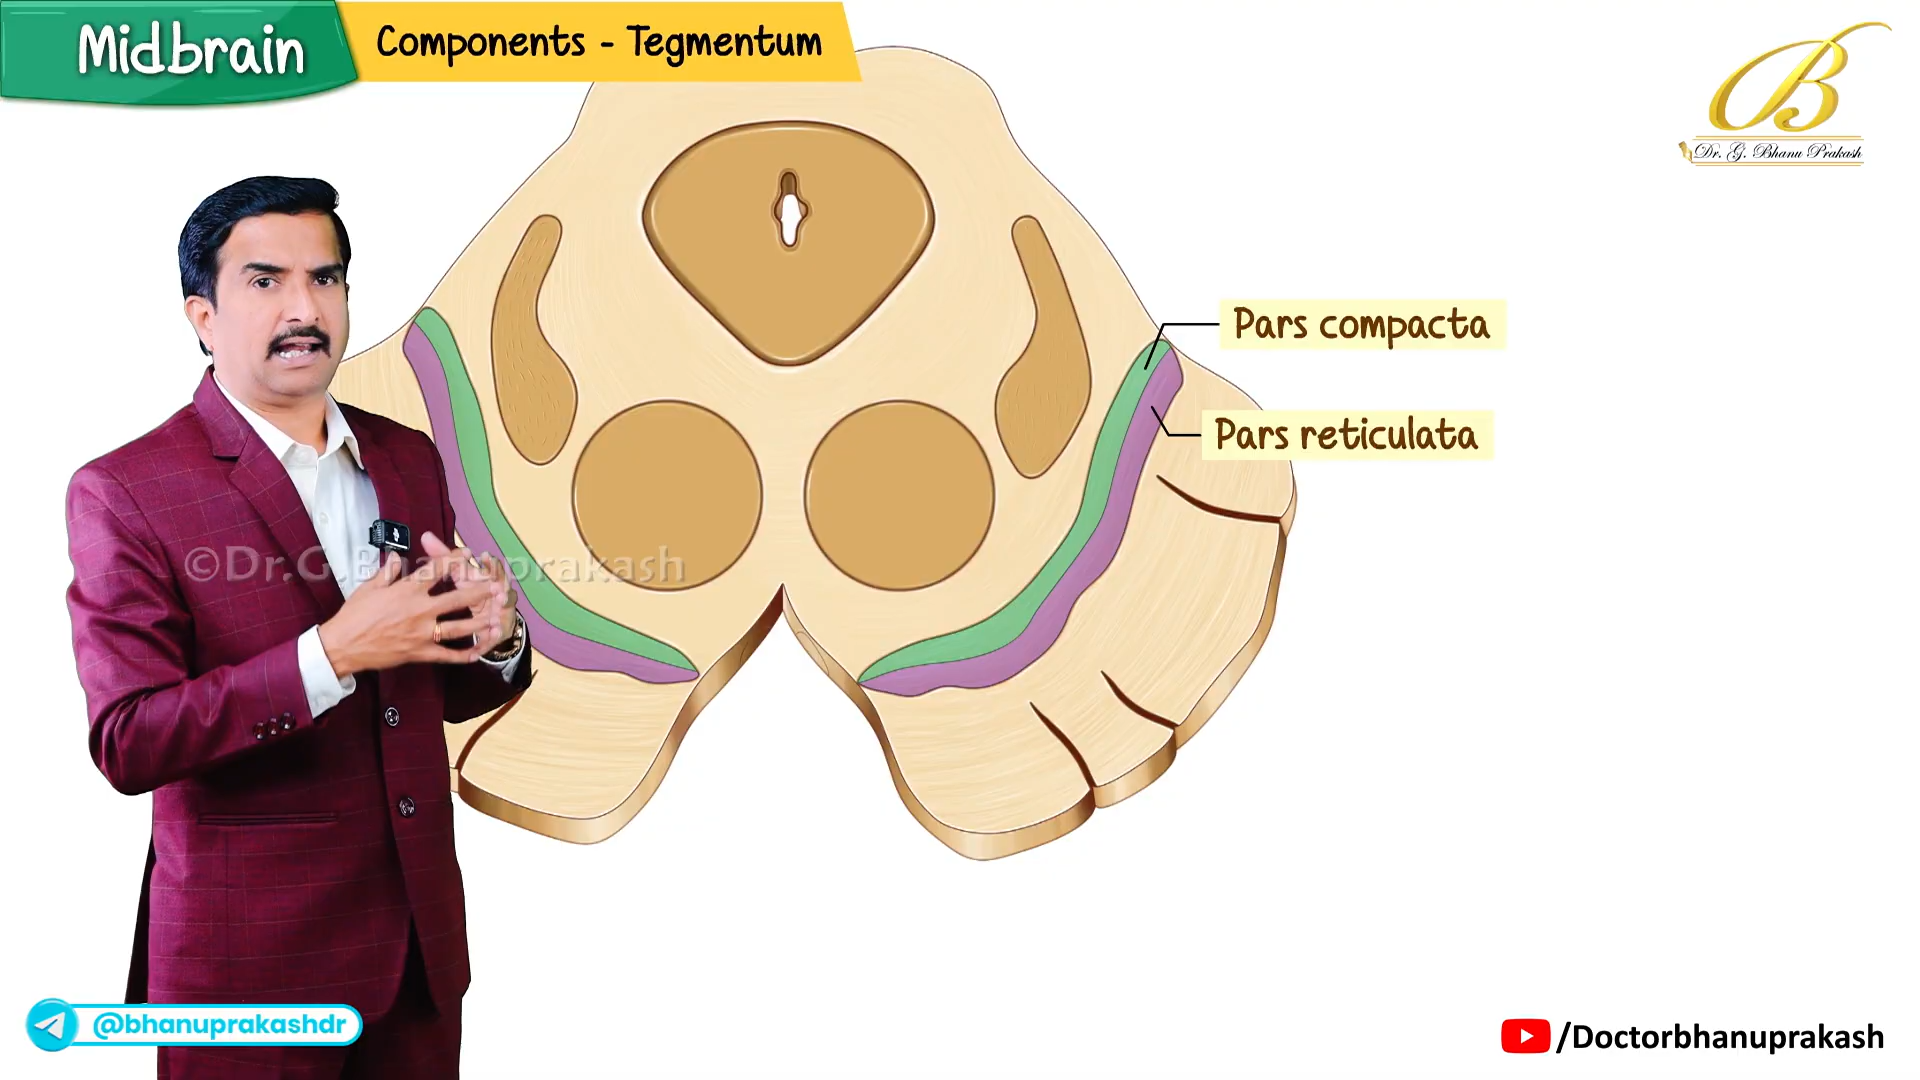 Midbrain
Components - Tegmentum
B
Dr. G. Bhanu Prakash
Pars compacta
Pars reticulata
©Dr.G.Bhanuprakash
@bhanuprakashdr
/Doctorbhanuprakash